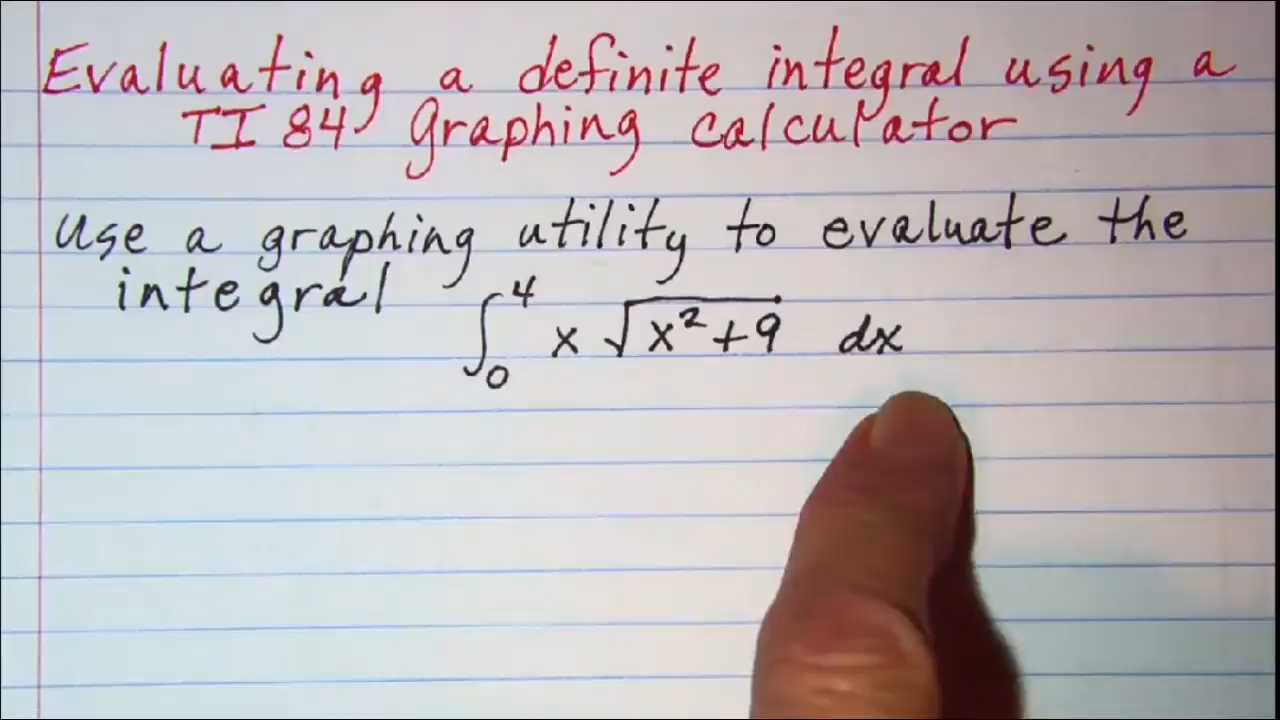 Evaluating a definite integral using a
TI 84 graphing calculator
Use a graphing utility to evaluate the
integral ∫₀⁴ x √(x²+9) dx